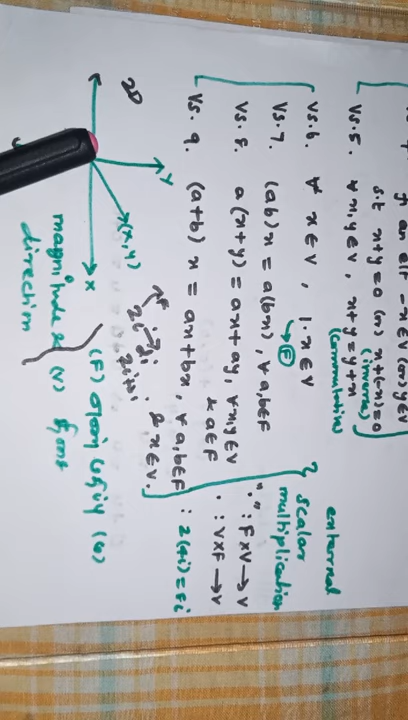 ∃ an elt -x∈V (or) y∈V
s.t x+y=0 (or) x+(-x)=0
(inverse)
VS.5. ∀ x,y∈V, x+y=y+x
(commutative)
VS.6. ∀ x∈V, 1·x∈V
→ F
VS.7. (ab)x = a(bx), ∀ a,b∈F
VS.8. a(x+y) = ax+ay, ∀ x,y∈V
& a∈F
VS.9. (a+b)x = ax+bx, ∀ a,b∈F
& x∈V.
external
scalar
multiplication
"·": F×V→V
·: V×F→V
2D
Y
(x,y)
X
magnitude &
direction
(F)
(V)